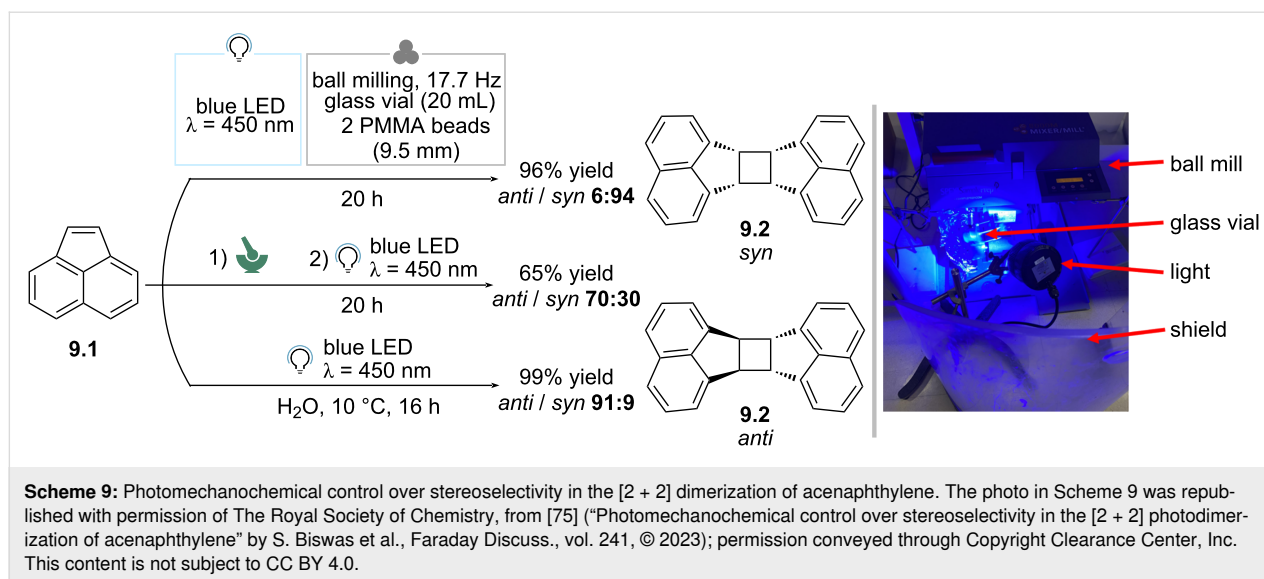 blue LED
λ = 450 nm
ball milling, 17.7 Hz
glass vial (20 mL)
2 PMMA beads
(9.5 mm)
20 h
96% yield
anti / syn 6:94
9.2
syn
1)
2)
blue LED
λ = 450 nm
20 h
65% yield
anti / syn 70:30
9.1
blue LED
λ = 450 nm
H₂O, 10 °C, 16 h
99% yield
anti / syn 91:9
9.2
anti
MIXER/MILL
ball mill
glass vial
light
shield
Scheme 9: Photomechanochemical control over stereoselectivity in the [2 + 2] dimerization of acenaphthylene. The photo in Scheme 9 was repub-
lished with permission of The Royal Society of Chemistry, from [75] (“Photomechanochemical control over stereoselectivity in the [2 + 2] photodimer-
ization of acenaphthylene” by S. Biswas et al., Faraday Discuss., vol. 241, © 2023); permission conveyed through Copyright Clearance Center, Inc.
This content is not subject to CC BY 4.0.